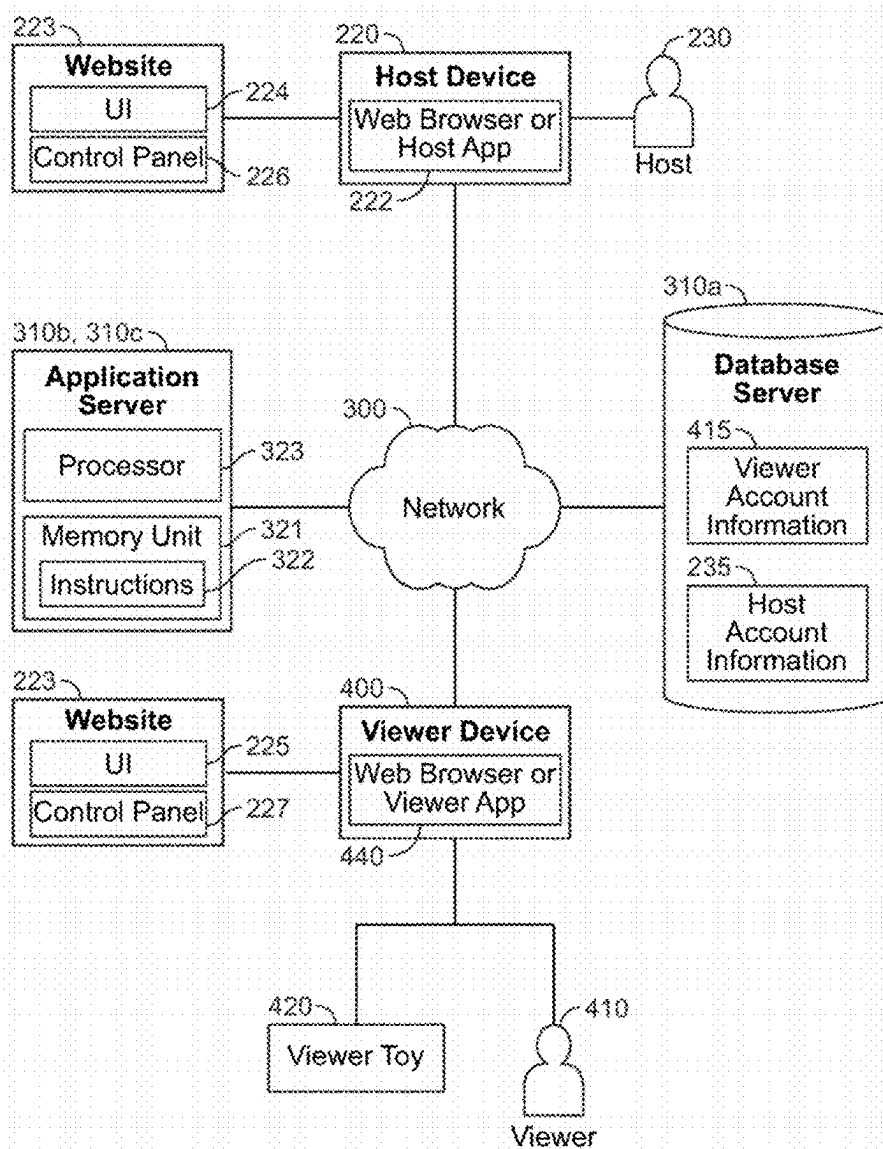 223
Website
UI
224
Control Panel
226
220
Host Device
Web Browser or
Host App
222
230
Host
310b, 310c
Application
Server
Processor
323
Memory Unit
321
Instructions
322
300
Network
310a
Database
Server
415
Viewer
Account
Information
235
Host
Account
Information
223
Website
UI
225
Control Panel
227
400
Viewer Device
Web Browser or
Viewer App
440
420
Viewer Toy
410
Viewer